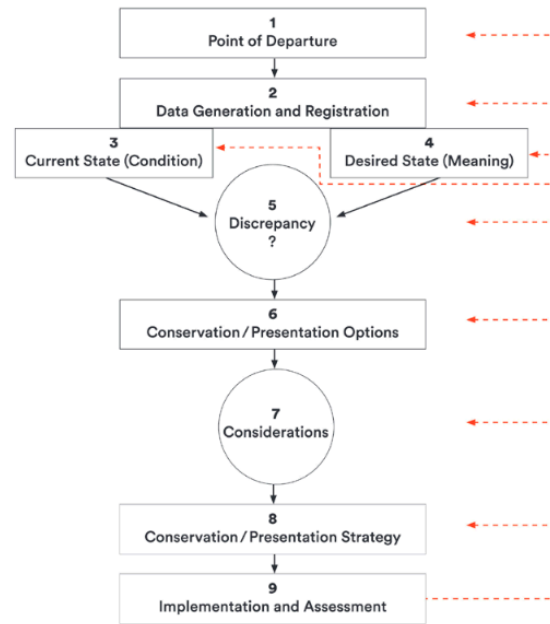 1
Point of Departure
2
Data Generation and Registration
3
Current State (Condition)
4
Desired State (Meaning)
5
Discrepancy
?
6
Conservation / Presentation Options
7
Considerations
8
Conservation / Presentation Strategy
9
Implementation and Assessment